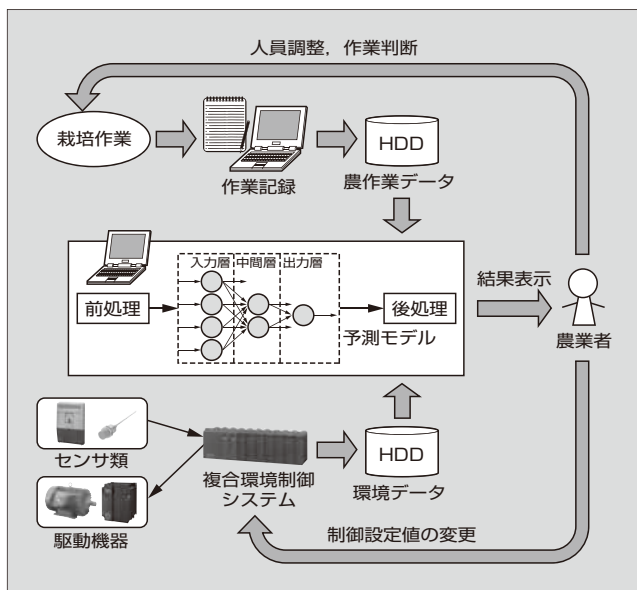 人員調整，作業判断
栽培作業
作業記録
HDD
農作業データ
入力層
中間層
出力層
前処理
後処理
予測モデル
結果表示
農業者
センサ類
駆動機器
複合環境制御
システム
HDD
環境データ
制御設定値の変更